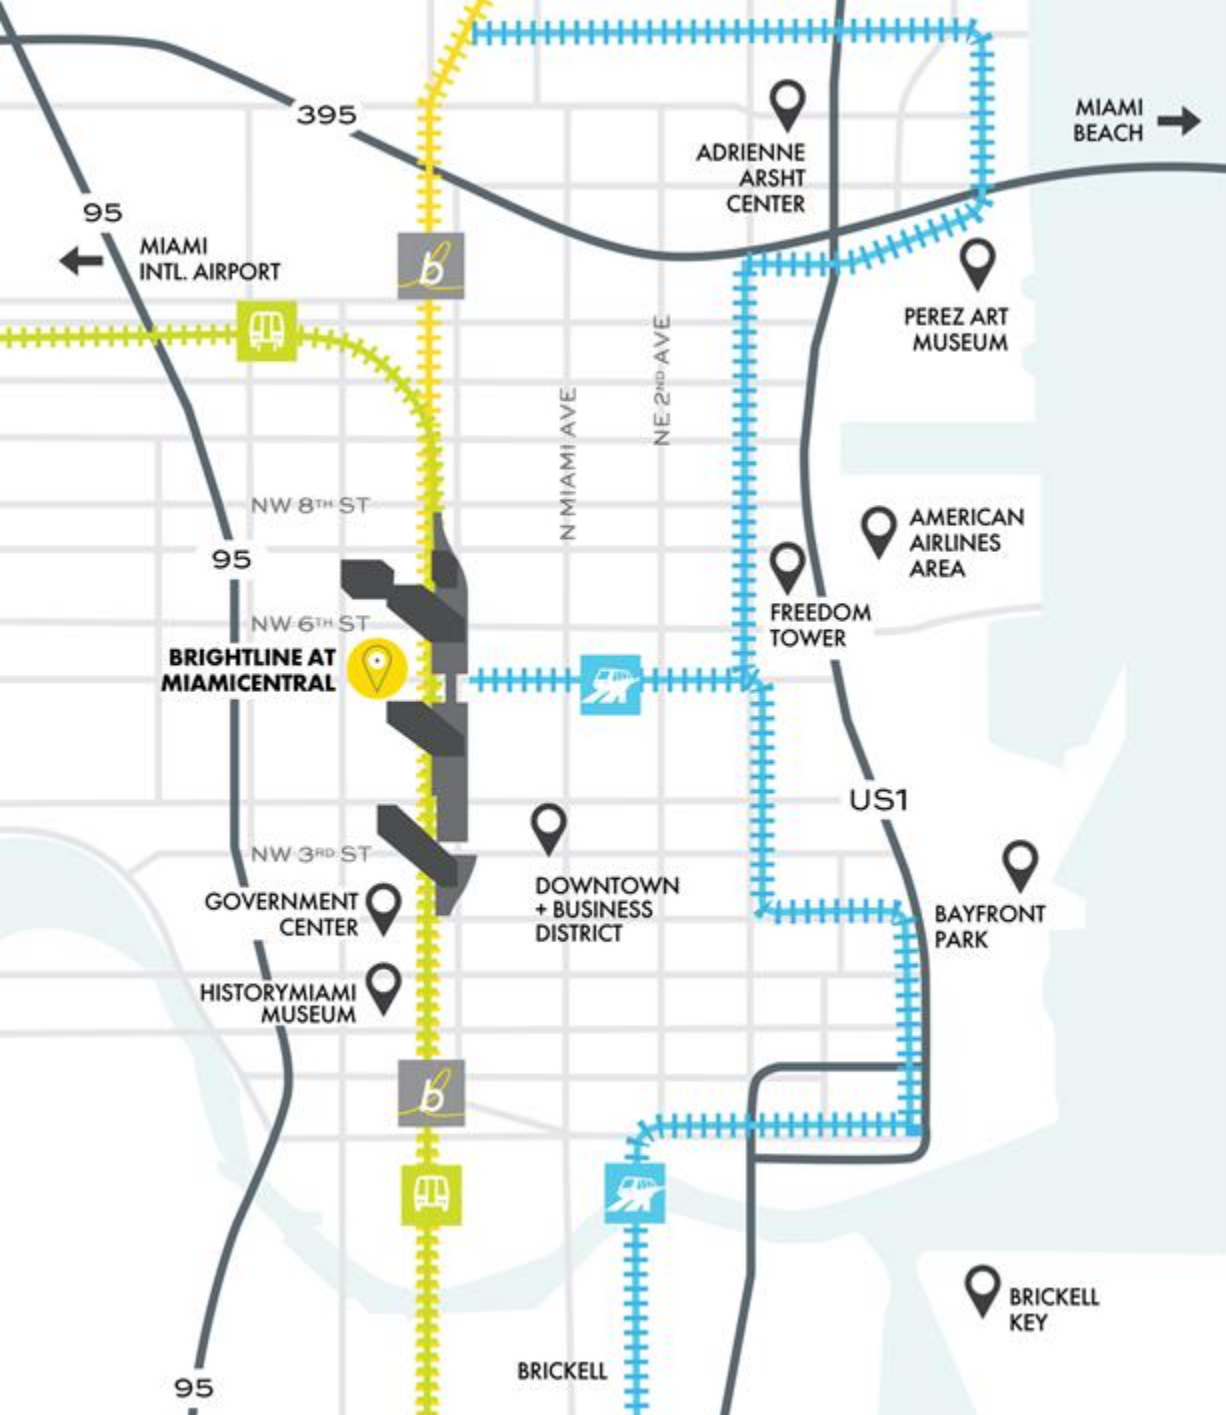 395
MIAMI
BEACH
ADRIENNE
ARSHT
CENTER
95
MIAMI
INTL. AIRPORT
b
PEREZ ART
MUSEUM
NE 2ND AVE
N MIAMI AVE
NW 8TH ST
AMERICAN
AIRLINES
AREA
95
FREEDOM
TOWER
NW 6TH ST
BRIGHTLINE AT
MIAMICENTRAL
US1
NW 3RD ST
DOWNTOWN
+ BUSINESS
DISTRICT
GOVERNMENT
CENTER
BAYFRONT
PARK
HISTORYMIAMI
MUSEUM
b
BRICKELL
KEY
BRICKELL
95